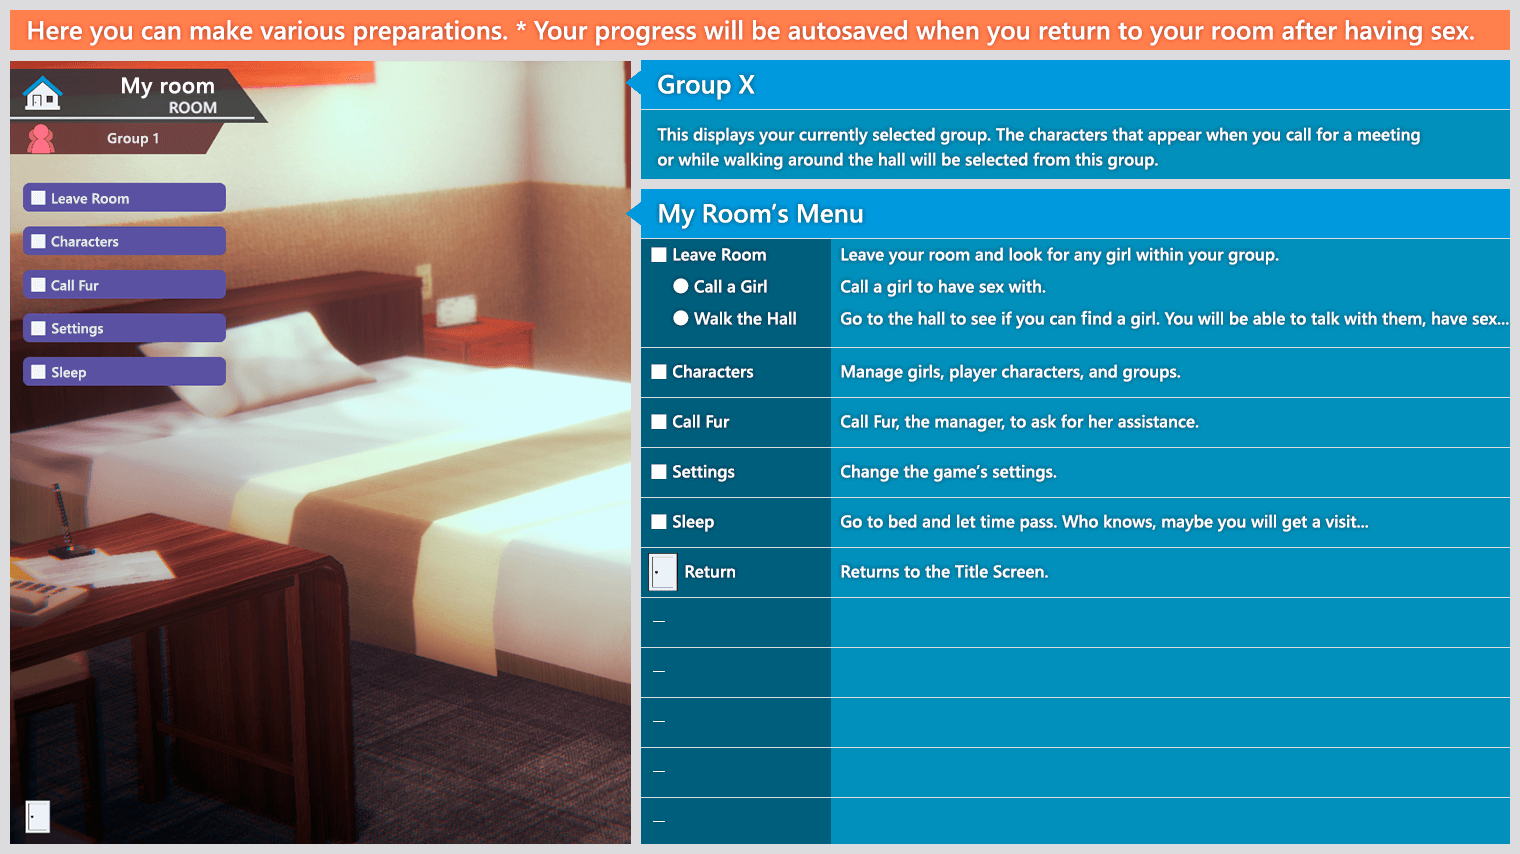 Here you can make various preparations. * Your progress will be autosaved when you return to your room after having sex.
My room
ROOM
Group 1
Leave Room
Characters
Call Fur
Settings
Sleep
Group X
This displays your currently selected group. The characters that appear when you call for a meeting
or while walking around the hall will be selected from this group.
My Room's Menu
Leave Room Leave your room and look for any girl within your group.
Call a Girl Call a girl to have sex with.
Walk the Hall Go to the hall to see if you can find a girl. You will be able to talk with them, have sex...
Characters Manage girls, player characters, and groups.
Call Fur Call Fur, the manager, to ask for her assistance.
Settings Change the game's settings.
Sleep Go to bed and let time pass. Who knows, maybe you will get a visit...
Return Returns to the Title Screen.
—
—
—
—
—